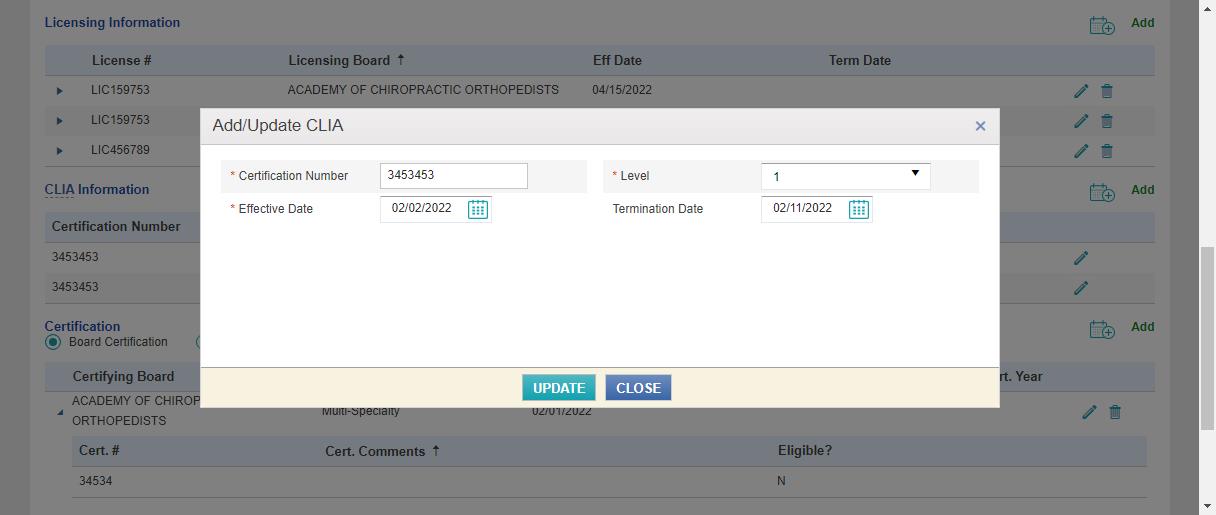 Licensing Information Add
License # Licensing Board ↑ Eff Date Term Date
LIC159753 ACADEMY OF CHIROPRACTIC ORTHOPEDISTS 04/15/2022
LIC159753
LIC456789
Add/Update CLIA ×
* Certification Number 3453453 * Level 1
* Effective Date 02/02/2022 Termination Date 02/11/2022
CLIA Information Add
Certification Number
3453453
3453453
Certification Add
Board Certification
UPDATE CLOSE
Certifying Board rt. Year
ACADEMY OF CHIROP
ORTHOPEDISTS
Multi-Specialty 02/01/2022
Cert. # Cert. Comments ↑ Eligible?
34534 N